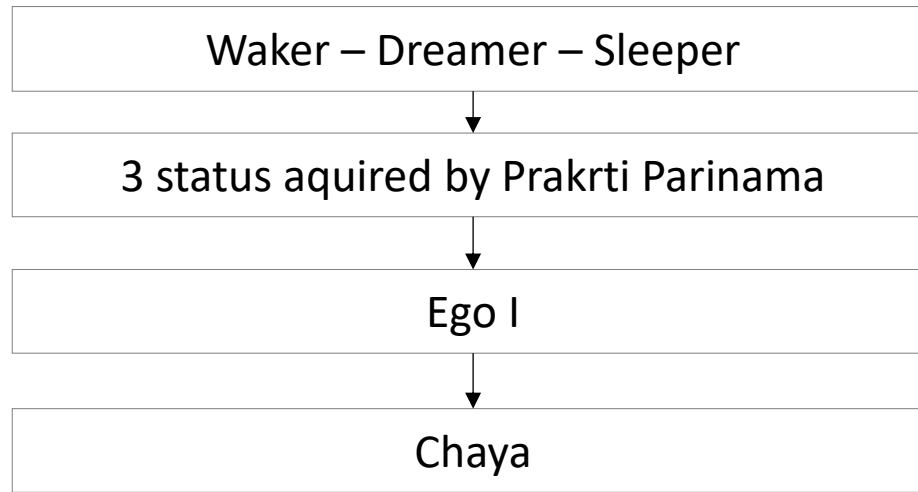 Waker – Dreamer – Sleeper
3 status aquired by Prakrti Parinama
Ego I
Chaya